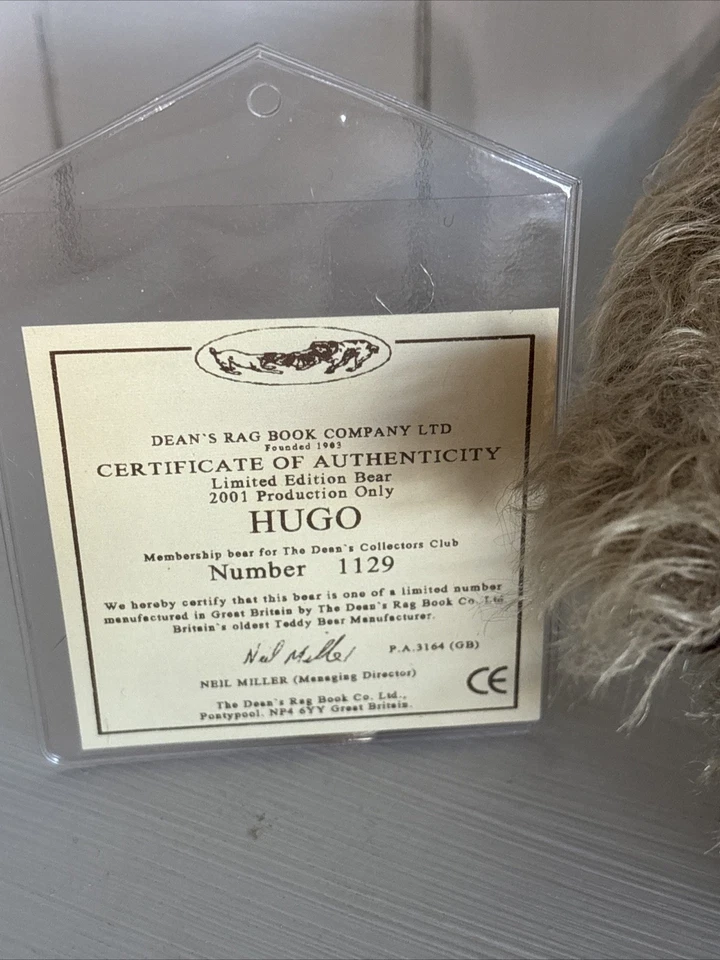 DEAN'S RAG BOOK COMPANY LTD
Founded 1903
CERTIFICATE OF AUTHENTICITY
Limited Edition Bear
2001 Production Only
HUGO
Membership bear for The Dean's Collectors Club
Number 1129
We hereby certify that this bear is one of a limited number
manufactured in Great Britain by The Dean's Rag Book Co. Ltd
Britain's oldest Teddy Bear Manufacturer.
Neil Miller
P.A.3164 (GB)
NEIL MILLER (Managing Director)
CE
The Dean's Rag Book Co. Ltd.,
Pontypool. NP4 6YY Great Britain.